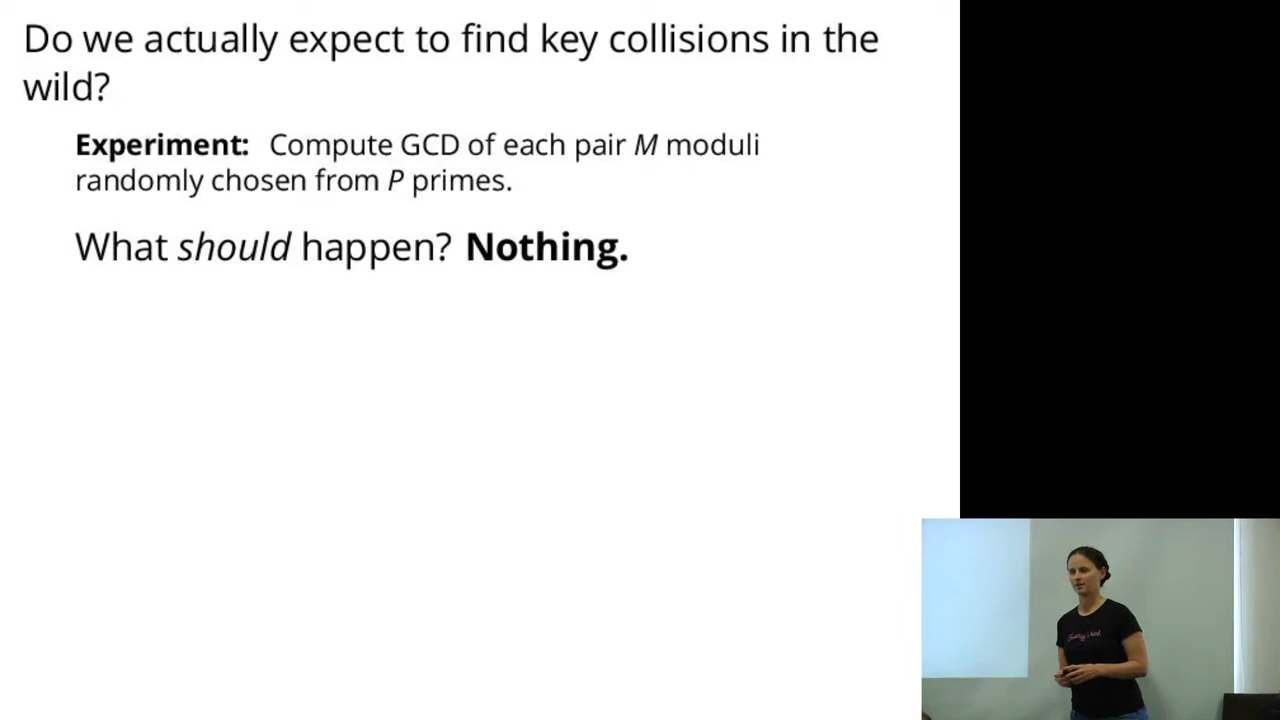 Do we actually expect to find key collisions in the
wild?
Experiment: Compute GCD of each pair M moduli
randomly chosen from P primes.
What should happen? Nothing.